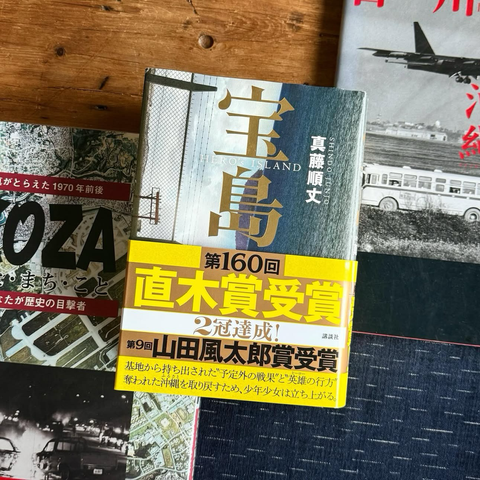 宝島
HERO'S ISLAND
真藤順丈
SHINDO JUNJO
第160回
直木賞受賞
2冠達成!
講談社
第9回 山田風太郎賞受賞
基地から持ち出された“予定外の戦果”と“英雄の行方”
奪われた沖縄を取り戻すため、少年少女は立ち上がる。
がとらえた1970年前後
OZA
・まち・こと
なたが歴史の目撃者